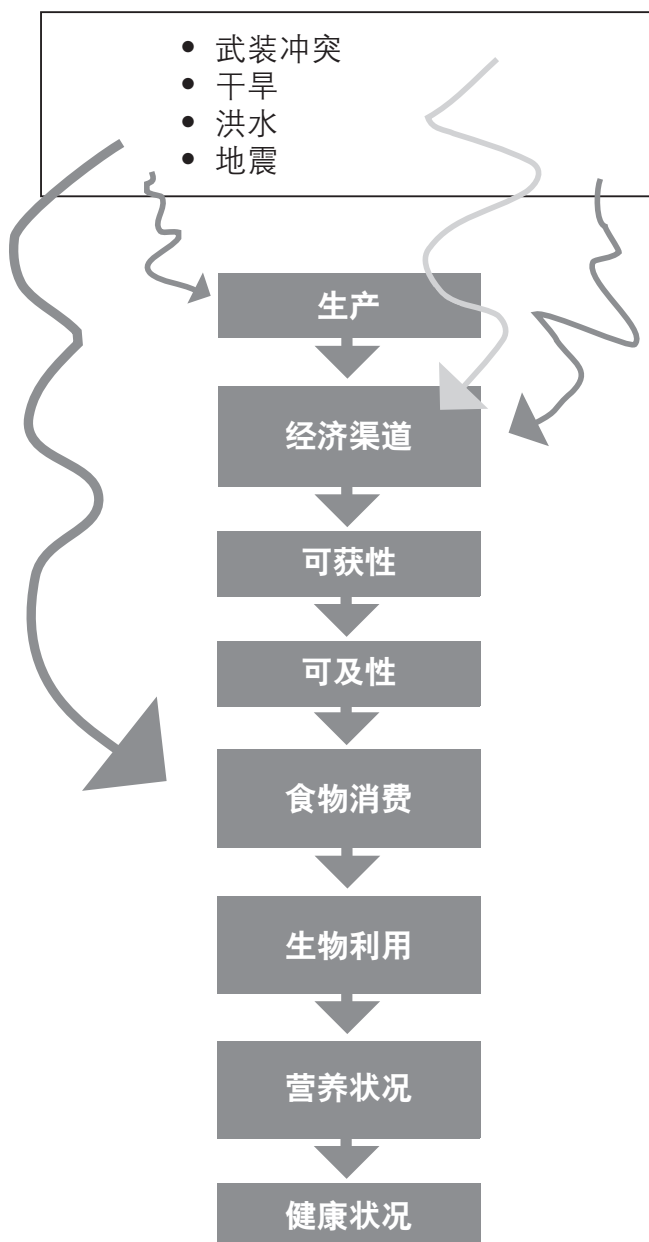 • 武装冲突
• 干旱
• 洪水
• 地震
生产
经济渠道
可获性
可及性
食物消费
生物利用
营养状况
健康状况